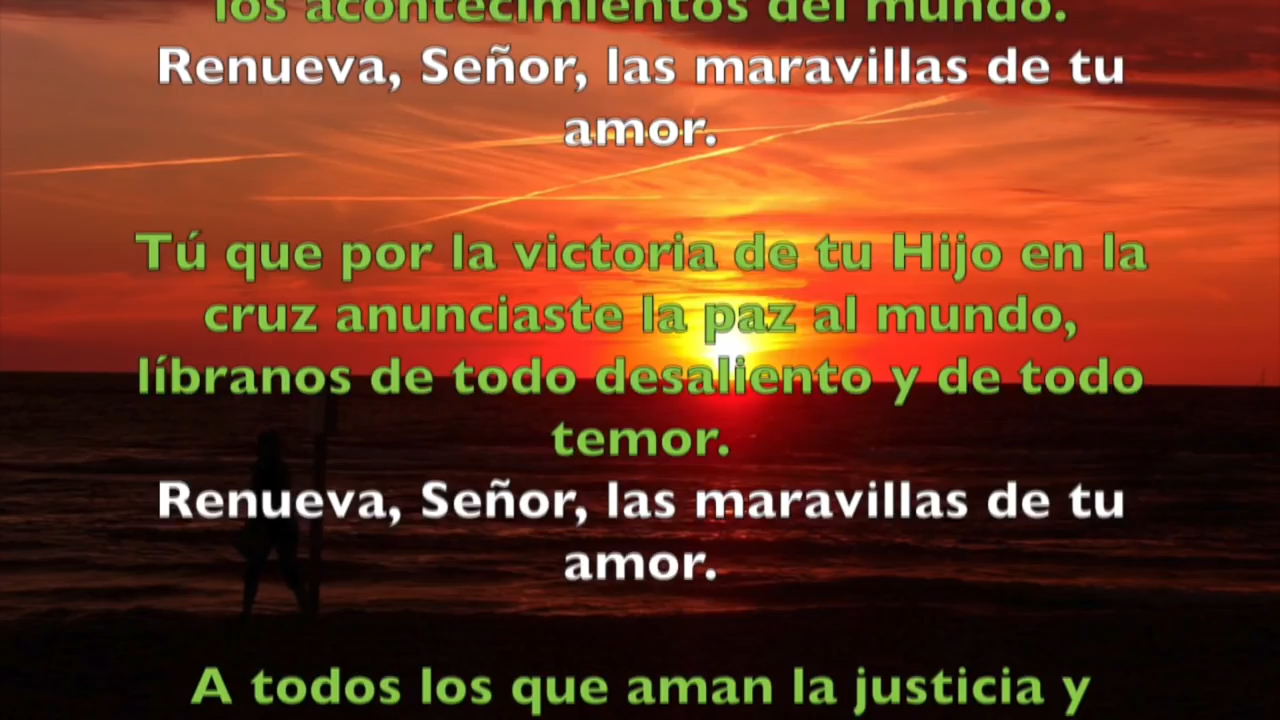 los acontecimientos del mundo.
Renueva, Señor, las maravillas de tu
amor.
Tú que por la victoria de tu Hijo en la
cruz anunciaste la paz al mundo,
líbranos de todo desaliento y de todo
temor.
Renueva, Señor, las maravillas de tu
amor.
A todos los que aman la justicia y